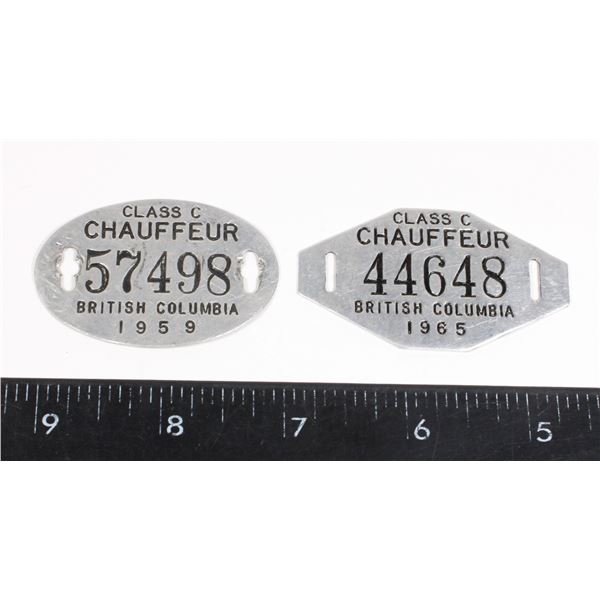 CLASS C
CHAUFFEUR
57498
BRITISH COLUMBIA
1959
CLASS C
CHAUFFEUR
44648
BRITISH COLUMBIA
1965
9 8 7 6 5